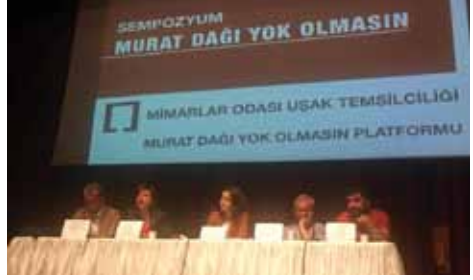 SEMPOZYUM
MURAT DAĞI YOK OLMASIN
MİMARLAR ODASI UŞAK TEMSİLCİLİĞİ
MURAT DAĞI YOK OLMASIN PLATFORMU